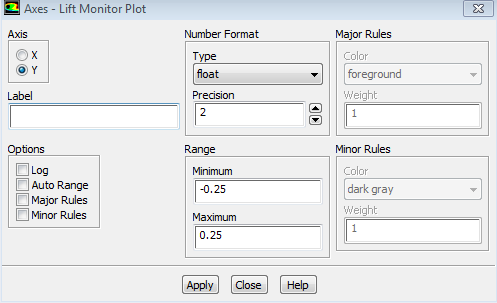 Axes - Lift Monitor Plot
Axis
X
Y
Label
Options
Log
Auto Range
Major Rules
Minor Rules
Number Format
Type
float
Precision
2
Range
Minimum
-0.25
Maximum
0.25
Major Rules
Color
foreground
Weight
1
Minor Rules
Color
dark gray
Weight
1
Apply
Close
Help